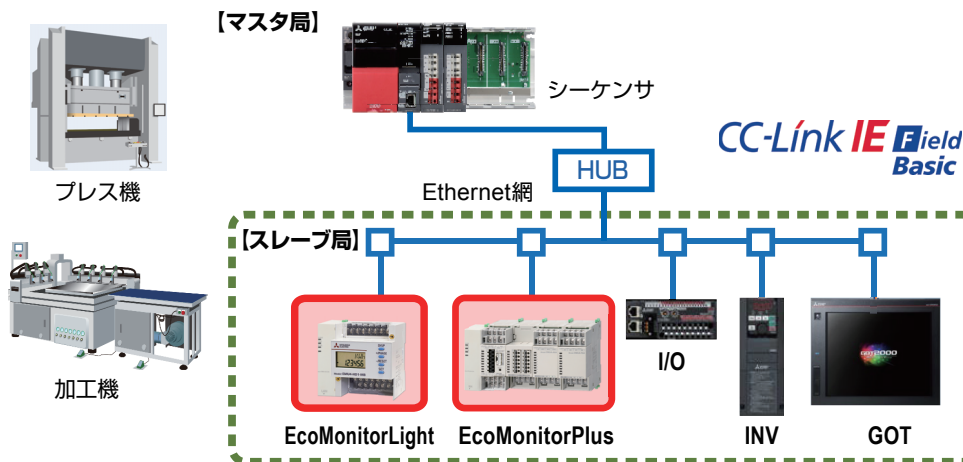 【マスタ局】
シーケンサ
CC-Link IE Field
Basic
HUB
プレス機
Ethernet網
【スレーブ局】
123456
GOT2000
I/O
加工機
EcoMonitorLight
EcoMonitorPlus
INV
GOT